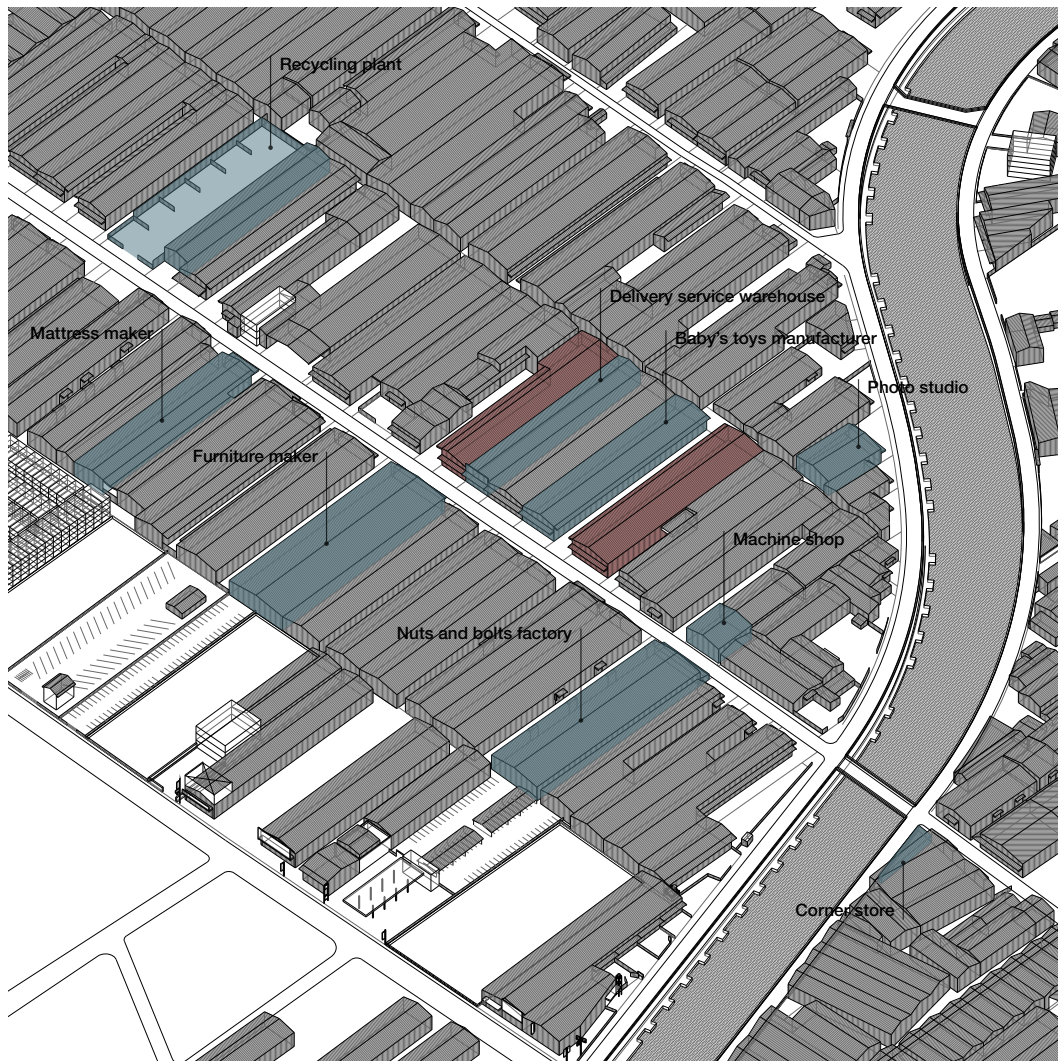 Recycling plant
Delivery service warehouse
Mattress maker
Baby's toys manufacturer
Photo studio
Furniture maker
Machine shop
Nuts and bolts factory
Corner store